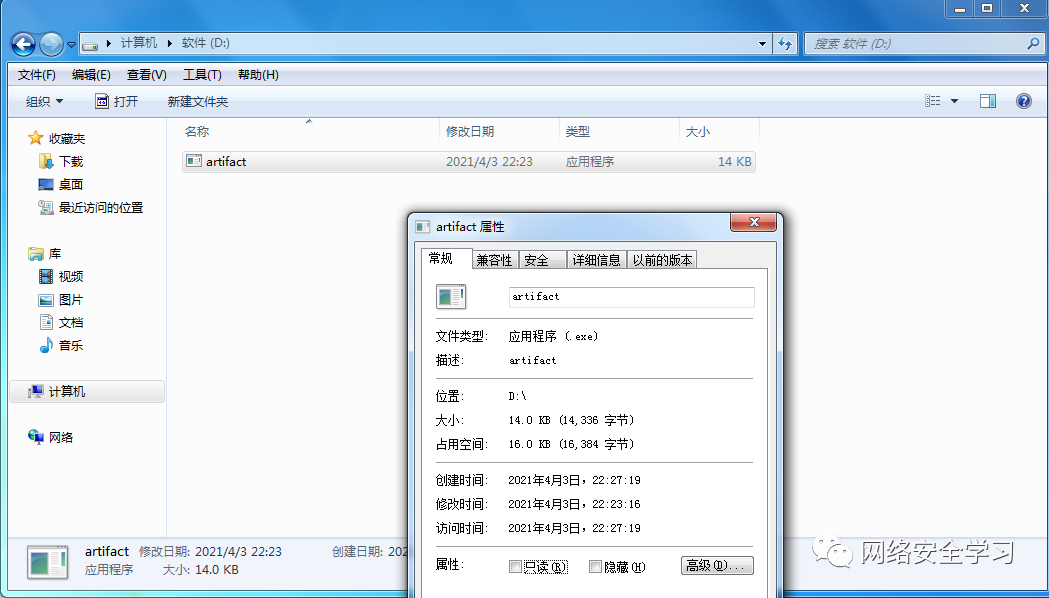 计算机 软件 (D:)
搜索 软件 (D:)
文件(F) 编辑(E) 查看(V) 工具(T) 帮助(H)
组织 打开 新建文件夹
名称 修改日期 类型 大小
artifact 2021/4/3 22:23 应用程序 14 KB
收藏夹
下载
桌面
最近访问的位置
库
视频
图片
文档
音乐
计算机
网络
artifact 属性
常规 兼容性 安全 详细信息 以前的版本
artifact
文件类型: 应用程序 (.exe)
描述: artifact
位置: D:\
大小: 14.0 KB (14,336 字节)
占用空间: 16.0 KB (16,384 字节)
创建时间: 2021年4月3日，22:27:19
修改时间: 2021年4月3日，22:23:16
访问时间: 2021年4月3日，22:27:19
属性: 只读(R) 隐藏(H) 高级(D)...
artifact 修改日期: 2021/4/3 22:23 创建日期: 202
应用程序 大小: 14.0 KB
网络安全学习